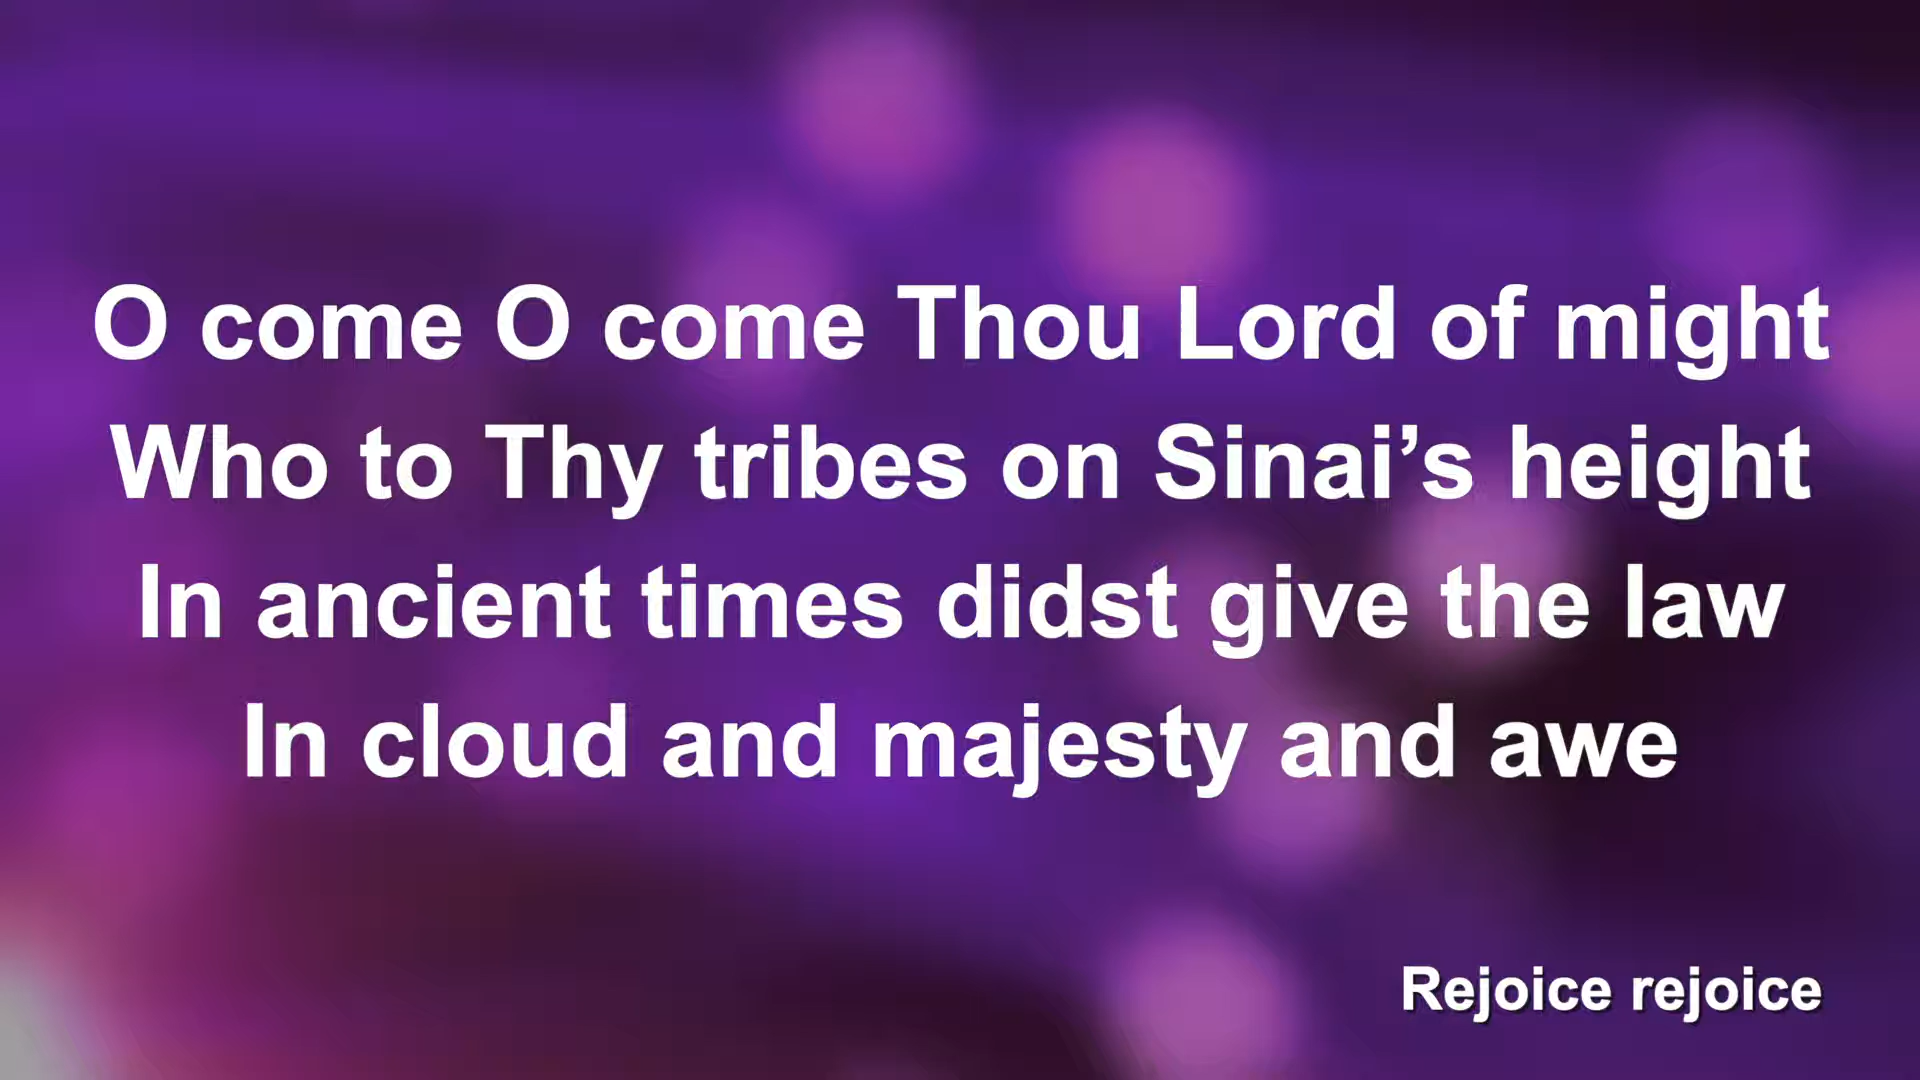 O come O come Thou Lord of might
Who to Thy tribes on Sinai’s height
In ancient times didst give the law
In cloud and majesty and awe
Rejoice rejoice